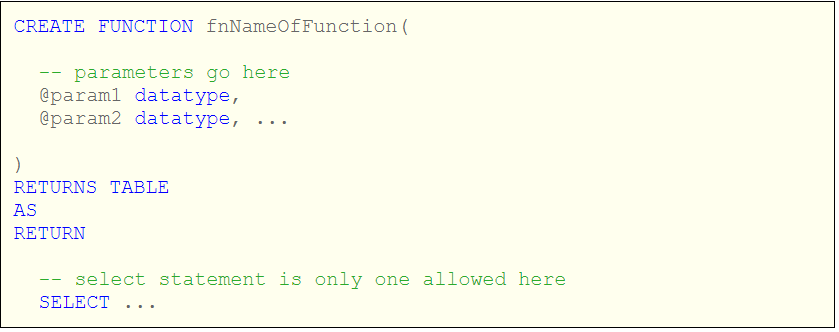 CREATE FUNCTION fnNameOfFunction(
-- parameters go here
@param1 datatype,
@param2 datatype, ...
)
RETURNS TABLE
AS
RETURN
-- select statement is only one allowed here
SELECT ...